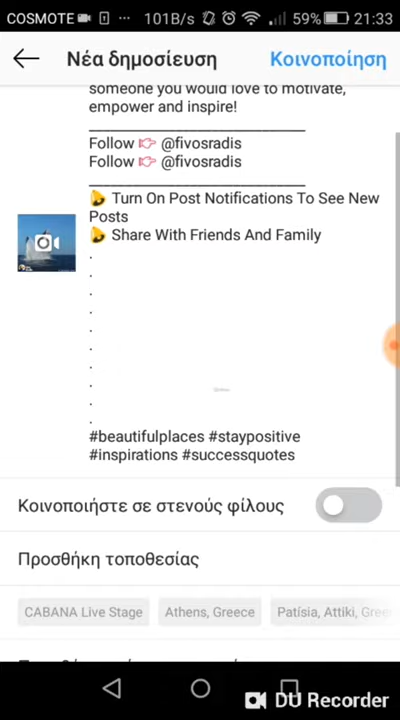 COSMOTE 101B/s 59% 21:33
Νέα δημοσίευση Κοινοποίηση
someone you would love to motivate,
empower and inspire!
Follow 👉 @fivosradis
Follow 👉 @fivosradis
🔔 Turn On Post Notifications To See New
Posts
🔔 Share With Friends And Family
.
.
.
.
.
.
.
.
.
.
#beautifulplaces #staypositive
#inspirations #successquotes
Κοινοποιήστε σε στενούς φίλους
Προσθήκη τοποθεσίας
CABANA Live Stage Athens, Greece Patísia, Attiki,
DU Recorder